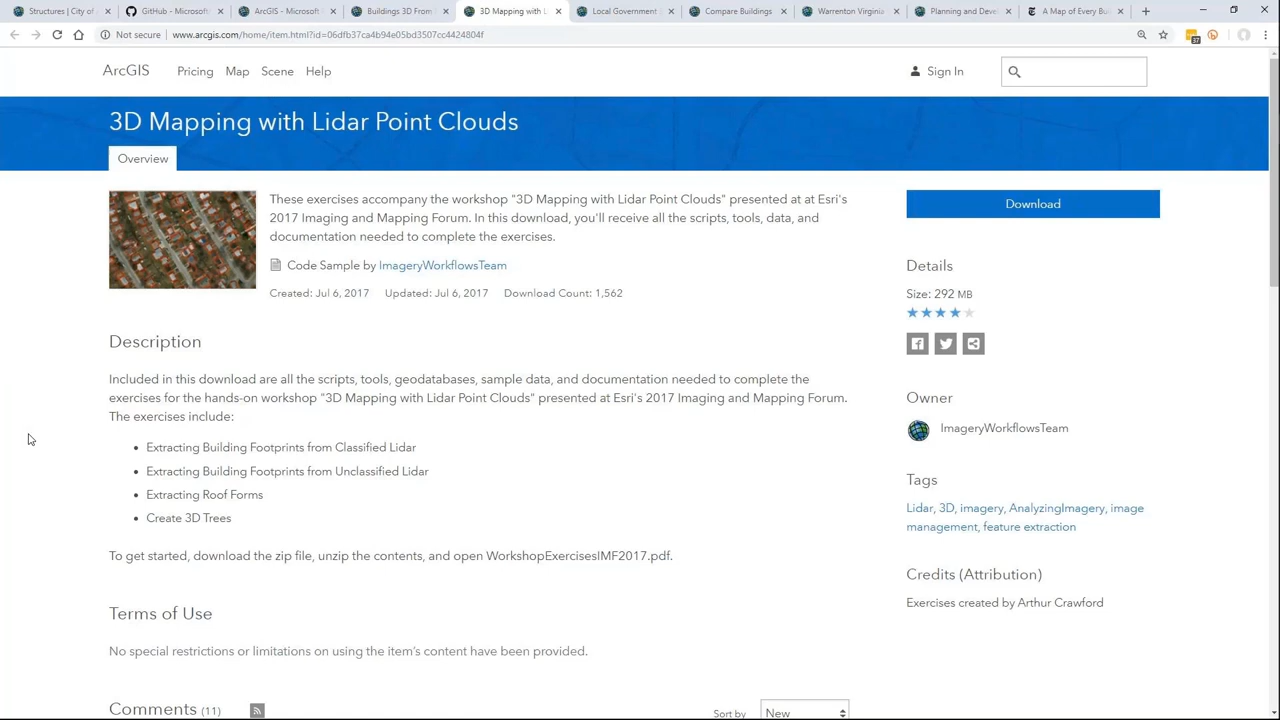 Structures | City of
GitHub - Microsoft
ArcGIS - Microsoft
Buildings 3D From
3D Mapping with L
Local Government
Compare Buildings
Warrenton Virginia
Planning and Deve
A Map of Every Bui
Not secure | www.arcgis.com/home/item.html?id=06dfb37ca4b94e05bd3507cc4424804f
37
ArcGIS Pricing Map Scene Help Sign In
3D Mapping with Lidar Point Clouds
Overview
These exercises accompany the workshop "3D Mapping with Lidar Point Clouds" presented at at Esri's
2017 Imaging and Mapping Forum. In this download, you'll receive all the scripts, tools, data, and
documentation needed to complete the exercises.
Code Sample by ImageryWorkflowsTeam
Created: Jul 6, 2017 Updated: Jul 6, 2017 Download Count: 1,562
Description
Included in this download are all the scripts, tools, geodatabases, sample data, and documentation needed to complete the
exercises for the hands-on workshop "3D Mapping with Lidar Point Clouds" presented at Esri's 2017 Imaging and Mapping Forum.
The exercises include:
• Extracting Building Footprints from Classified Lidar
• Extracting Building Footprints from Unclassified Lidar
• Extracting Roof Forms
• Create 3D Trees
To get started, download the zip file, unzip the contents, and open WorkshopExercisesIMF2017.pdf.
Terms of Use
No special restrictions or limitations on using the item's content have been provided.
Comments (11)
Sort by New
Download
Details
Size: 292 MB
Owner
ImageryWorkflowsTeam
Tags
Lidar, 3D, imagery, AnalyzingImagery, image
management, feature extraction
Credits (Attribution)
Exercises created by Arthur Crawford